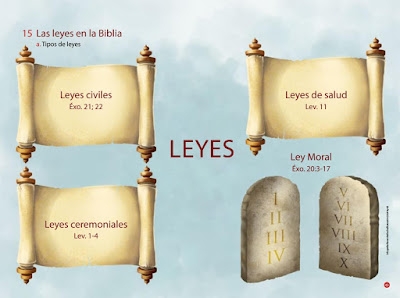 15 Las leyes en la Biblia
a. Tipos de leyes
Leyes civiles
Éxo. 21; 22
Leyes de salud
Lev. 11
LEYES
Ley Moral
Éxo. 20:3-17
Leyes ceremoniales
Lev. 1-4
I
II
III
IV
V
VI
VII
VIII
IX
X